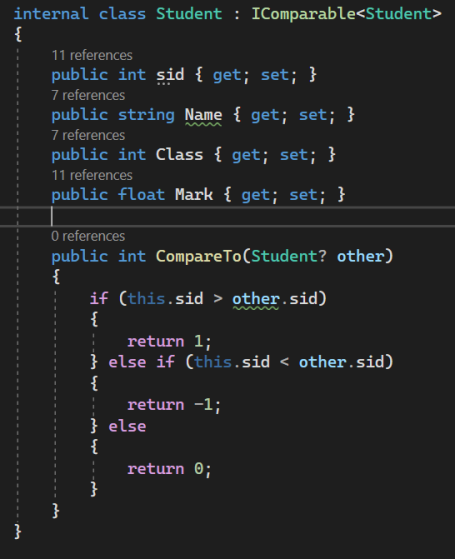 internal class Student : IComparable<Student>
{
11 references
public int sid { get; set; }
7 references
public string Name { get; set; }
7 references
public int Class { get; set; }
11 references
public float Mark { get; set; }
0 references
public int CompareTo(Student? other)
{
if (this.sid > other.sid)
{
return 1;
} else if (this.sid < other.sid)
{
return -1;
} else
{
return 0;
}
}
}